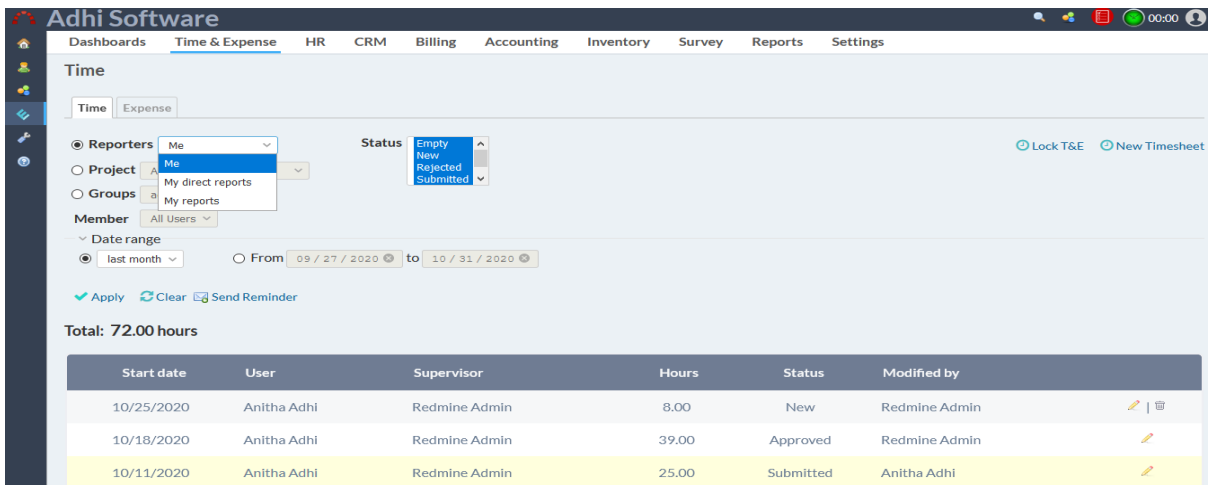 Adhi Software
00:00
Dashboards Time & Expense HR CRM Billing Accounting Inventory Survey Reports Settings
Time
Time Expense
Reporters Me Status Empty
New
Rejected
Submitted
Lock T&E New Timesheet
Me
Project A
My direct reports
Groups a
My reports
Member All Users
Date range
last month From 09 / 27 / 2020 to 10 / 31 / 2020
Apply Clear Send Reminder
Total: 72.00 hours
Start date User Supervisor Hours Status Modified by
10/25/2020 Anitha Adhi Redmine Admin 8.00 New Redmine Admin |
10/18/2020 Anitha Adhi Redmine Admin 39.00 Approved Redmine Admin
10/11/2020 Anitha Adhi Redmine Admin 25.00 Submitted Anitha Adhi